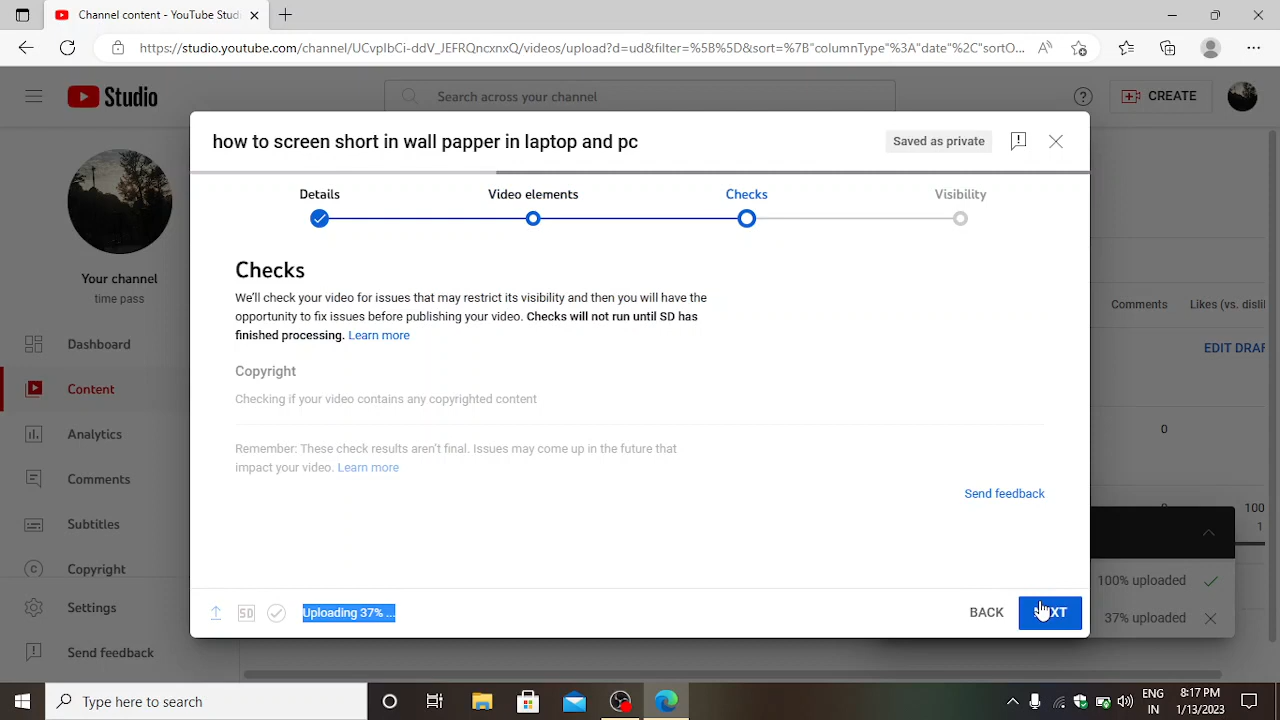 Content control - YouTube Stud
https://studio.youtube.com/channel/UCvpIbCi-ddV_JEFRQncxnxQ/videos/upload?d=ud&filter=%5B%5D&sort=%7B"columnType"%3A"date"%2C"sortO...
Studio
Search across your channel
CREATE
how to screen short in wall papper in laptop and pc
Saved as private
Details
Video elements
Checks
Visibility
Checks
We'll check your video for issues that may restrict its visibility and then you will have the
opportunity to fix issues before publishing your video. Checks will not run until SD has
finished processing. Learn more
Copyright
Checking if your video contains any copyrighted content
Remember: These check results aren't final. Issues may come up in the future that
impact your video. Learn more
Send feedback
SD
Uploading 37% ...
BACK
Your channel
time pass
Dashboard
Content
Analytics
Comments
Subtitles
Copyright
Settings
Send feedback
Comments
Likes (vs. disli
EDIT DRAF
0
100
1
100% uploaded
37% uploaded
Type here to search
ENG
IN
8:17 PM
1/13/2023